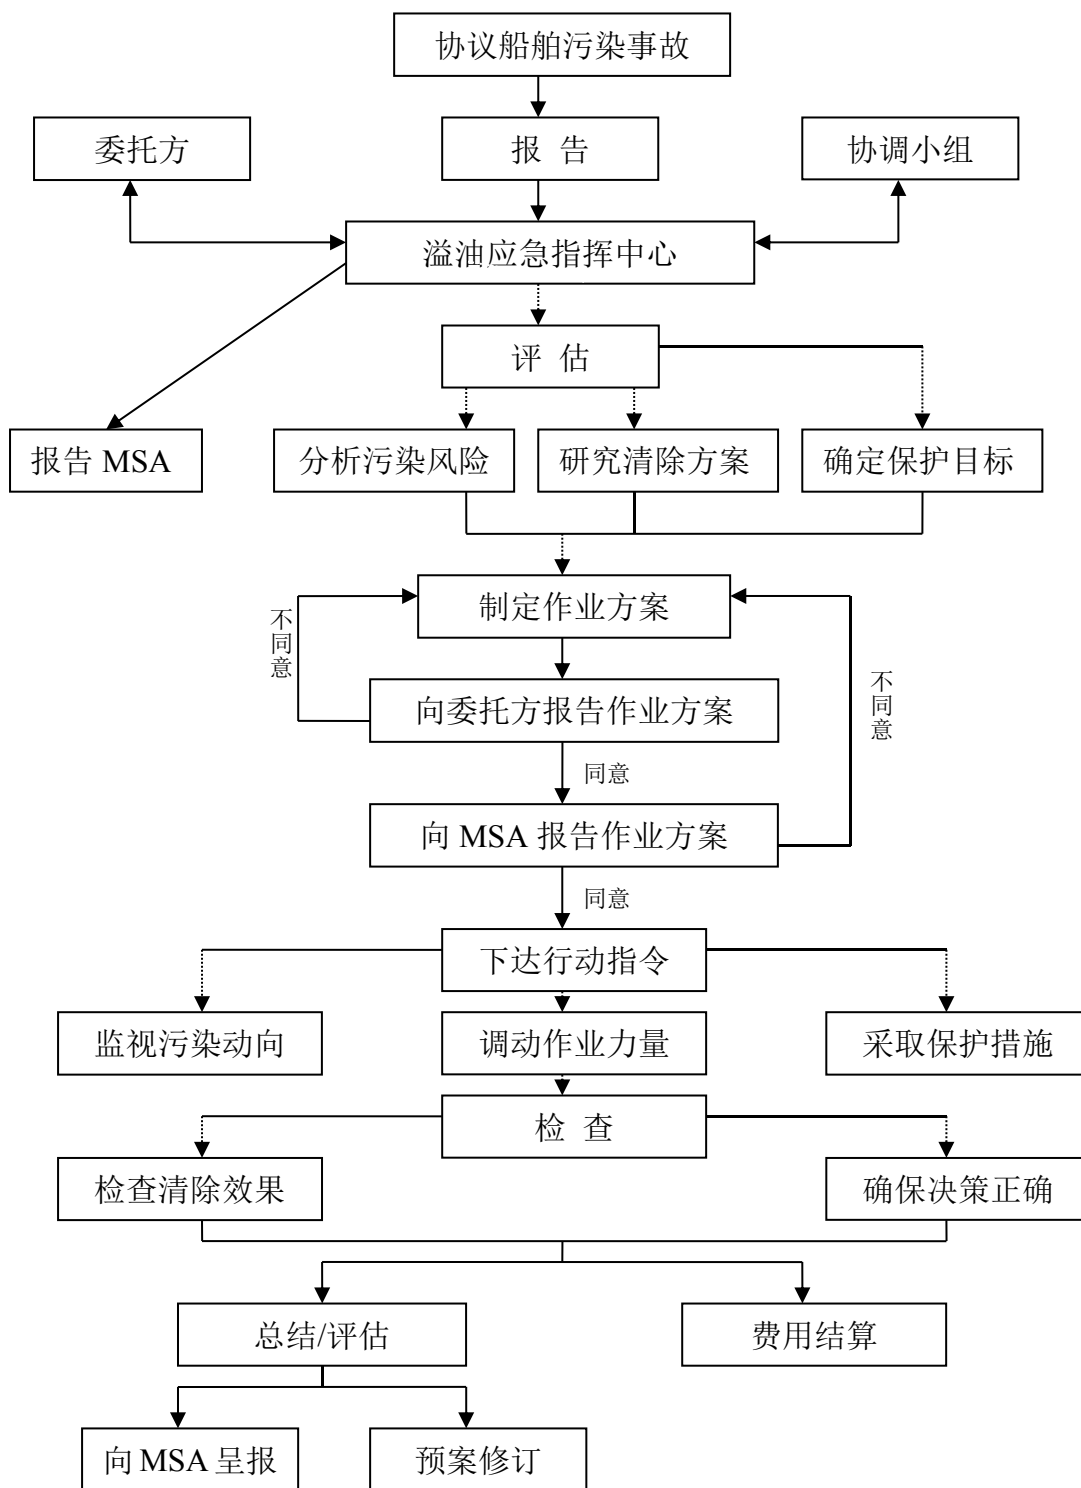 协议船舶污染事故
委托方
报 告
协调小组
溢油应急指挥中心
评 估
报告 MSA
分析污染风险
研究清除方案
确定保护目标
制定作业方案
不同意
向委托方报告作业方案
不同意
同意
向 MSA 报告作业方案
同意
下达行动指令
监视污染动向
调动作业力量
采取保护措施
检 查
检查清除效果
确保决策正确
总结/评估
费用结算
向 MSA 呈报
预案修订